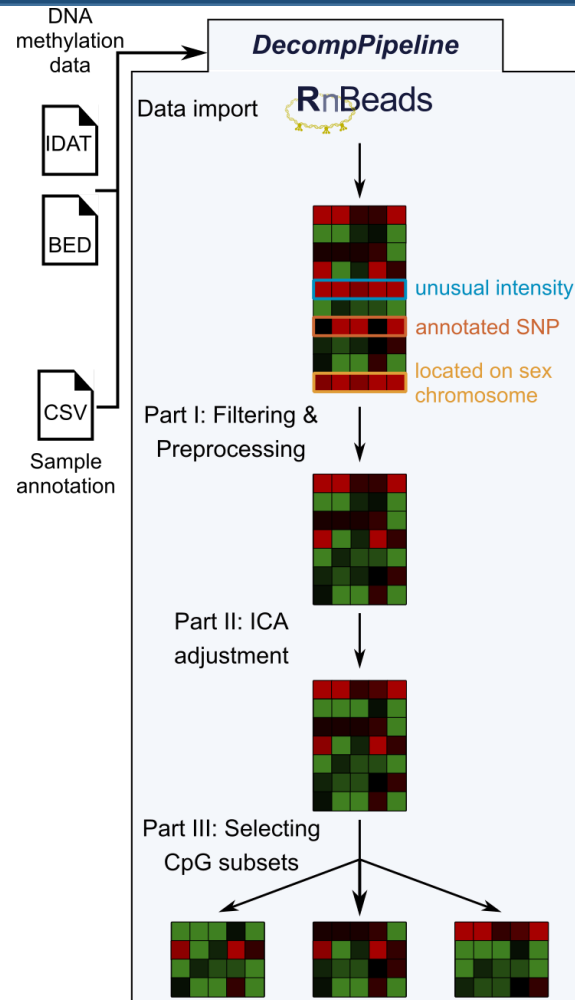 DNA
methylation
data
DecompPipeline
Data import
RnBeads
IDAT
BED
unusual intensity
annotated SNP
located on sex
chromosome
CSV
Sample
annotation
Part I: Filtering &
Preprocessing
Part II: ICA
adjustment
Part III: Selecting
CpG subsets